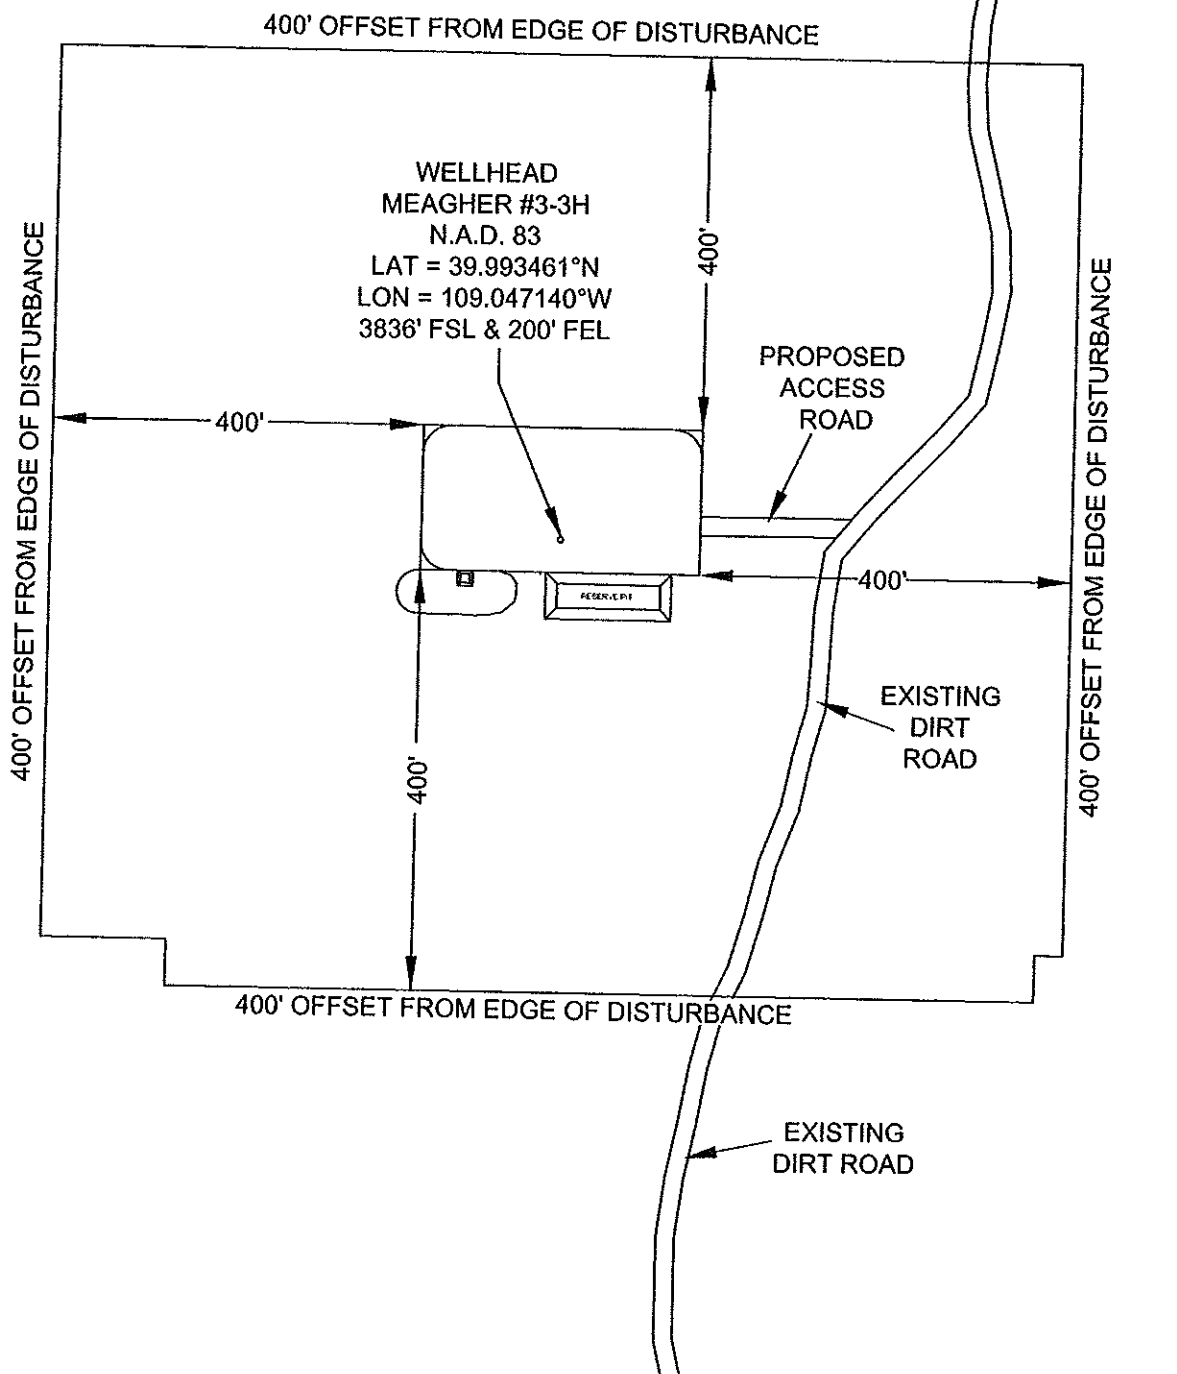 400' OFFSET FROM EDGE OF DISTURBANCE
WELLHEAD
MEAGHER #3-3H
N.A.D. 83
LAT = 39.993461°N
LON = 109.047140°W
3836' FSL & 200' FEL
400'
400' OFFSET FROM EDGE OF DISTURBANCE
400' OFFSET FROM EDGE OF DISTURBANCE
PROPOSED
ACCESS
ROAD
400'
RESERVE PIT
400'
EXISTING
DIRT
ROAD
400'
400' OFFSET FROM EDGE OF DISTURBANCE
EXISTING
DIRT ROAD